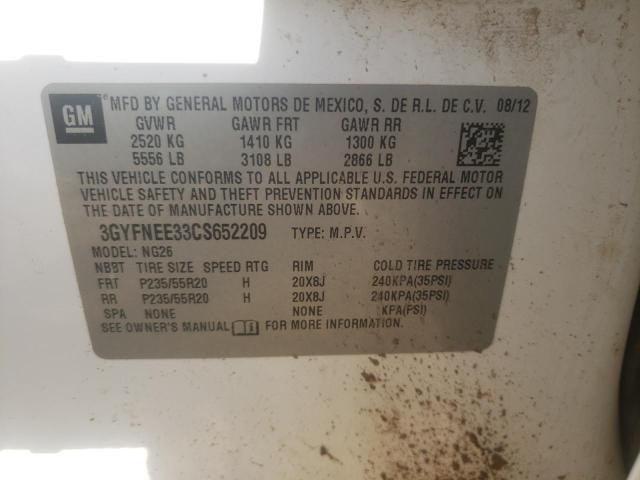 GM MFD BY GENERAL MOTORS DE MEXICO, S. DE R.L. DE C.V. 08/12
GVWR GAWR FRT GAWR RR
2520 KG 1410 KG 1300 KG
5556 LB 3108 LB 2866 LB
THIS VEHICLE CONFORMS TO ALL APPLICABLE U.S. FEDERAL MOTOR
VEHICLE SAFETY AND THEFT PREVENTION STANDARDS IN EFFECT ON
THE DATE OF MANUFACTURE SHOWN ABOVE.
3GYFNEE33CS652209 TYPE: M.P.V.
MODEL: NG26
NBBT TIRE SIZE SPEED RTG RIM COLD TIRE PRESSURE
FRT P235/55R20 H 20X8J 240KPA(35PSI)
RR P235/55R20 H 20X8J 240KPA(35PSI)
SPA NONE NONE KPA(PSI)
SEE OWNER'S MANUAL FOR MORE INFORMATION.